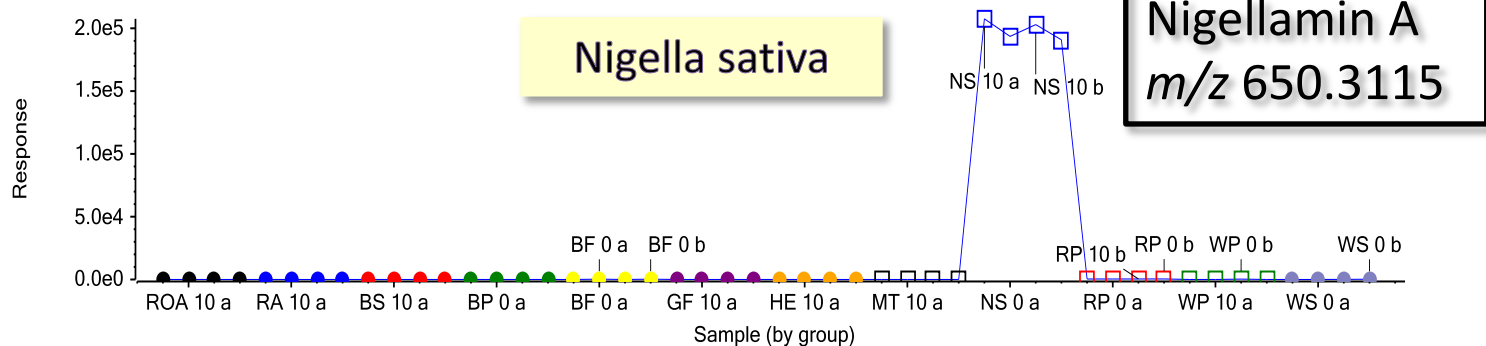 Nigella sativa
Nigellamin A
m/z 650.3115
Response
2.0e5
1.5e5
1.0e5
5.0e4
0.0e0
NS 10 a
NS 10 b
BF 0 a
BF 0 b
RP 10 b
RP 0 b
WP 0 b
WS 0 b
ROA 10 a
RA 10 a
BS 10 a
BP 0 a
BF 0 a
GF 10 a
HE 10 a
MT 10 a
NS 0 a
RP 0 a
WP 10 a
WS 0 a
Sample (by group)